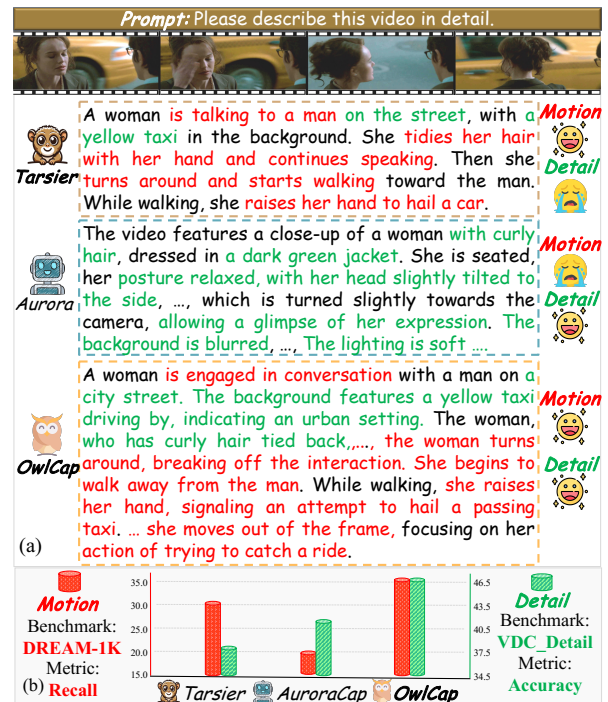 Prompt: Please describe this video in detail.
A woman is talking to a man on the street, with a
yellow taxi in the background. She tidies her hair
with her hand and continues speaking. Then she
turns around and starts walking toward the man.
While walking, she raises her hand to hail a car.
Tarsier
Motion
Detail
The video features a close-up of a woman with curly
hair, dressed in a dark green jacket. She is seated,
her posture relaxed, with her head slightly tilted to
the side, …, which is turned slightly towards the
camera, allowing a glimpse of her expression. The
background is blurred, …, The lighting is soft ….
Aurora
Motion
Detail
A woman is engaged in conversation with a man on a
city street. The background features a yellow taxi
driving by, indicating an urban setting. The woman,
who has curly hair tied back,,…, the woman turns
around, breaking off the interaction. She begins to
walk away from the man. While walking, she raises
her hand, signaling an attempt to hail a passing
taxi. … she moves out of the frame, focusing on her
action of trying to catch a ride.
OwlCap
Motion
Detail
(a)
Motion
Benchmark:
DREAM-1K
Metric:
Recall
(b)
35.0
30.0
25.0
20.0
15.0
46.5
43.5
40.5
37.5
34.5
Tarsier AuroraCap OwlCap
Detail
Benchmark:
VDC_Detail
Metric:
Accuracy